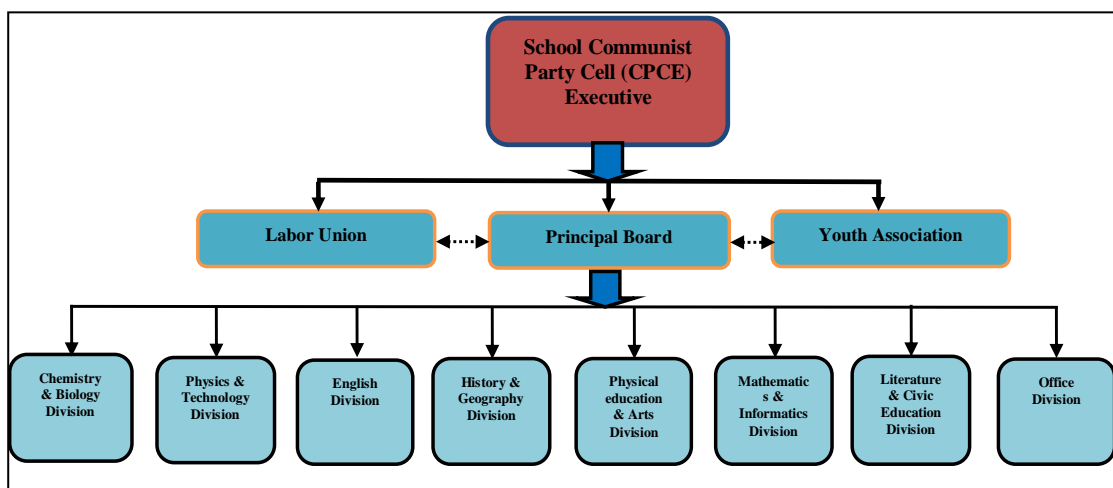 School Communist
Party Cell (CPCE)
Executive
Labor Union
Principal Board
Youth Association
Chemistry
& Biology
Division
Physics &
Technology
Division
English
Division
History &
Geography
Division
Physical
education
& Arts
Division
Mathematic
s &
Informatics
Division
Literature
& Civic
Education
Division
Office
Division